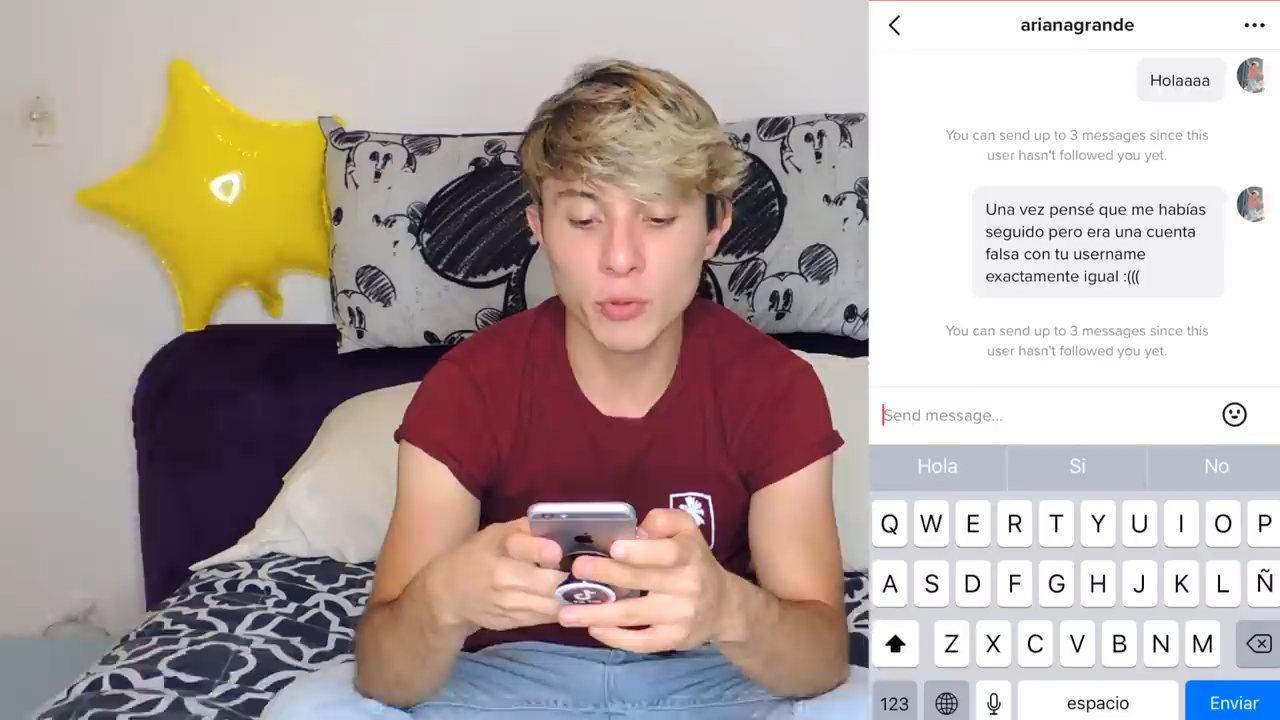 arianagrande
Holaaaa
You can send up to 3 messages since this
user hasn't followed you yet.
Una vez pensé que me habías
seguido pero era una cuenta
falsa con tu username
exactamente igual :(((
You can send up to 3 messages since this
user hasn't followed you yet.
Send message...
Hola Si No
Q W E R T Y U I O P
A S D F G H J K L Ñ
Z X C V B N M
123 espacio Enviar